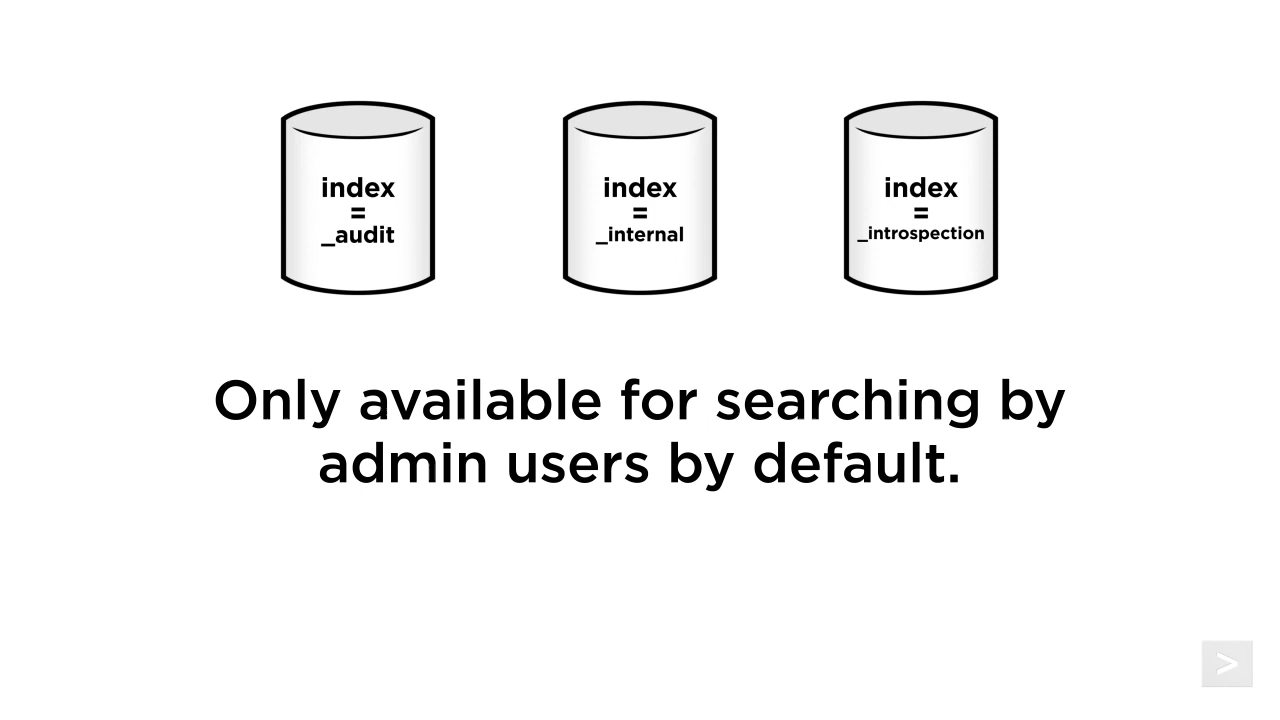 index
=
_audit
index
=
_internal
index
=
_introspection
Only available for searching by
admin users by default.
>